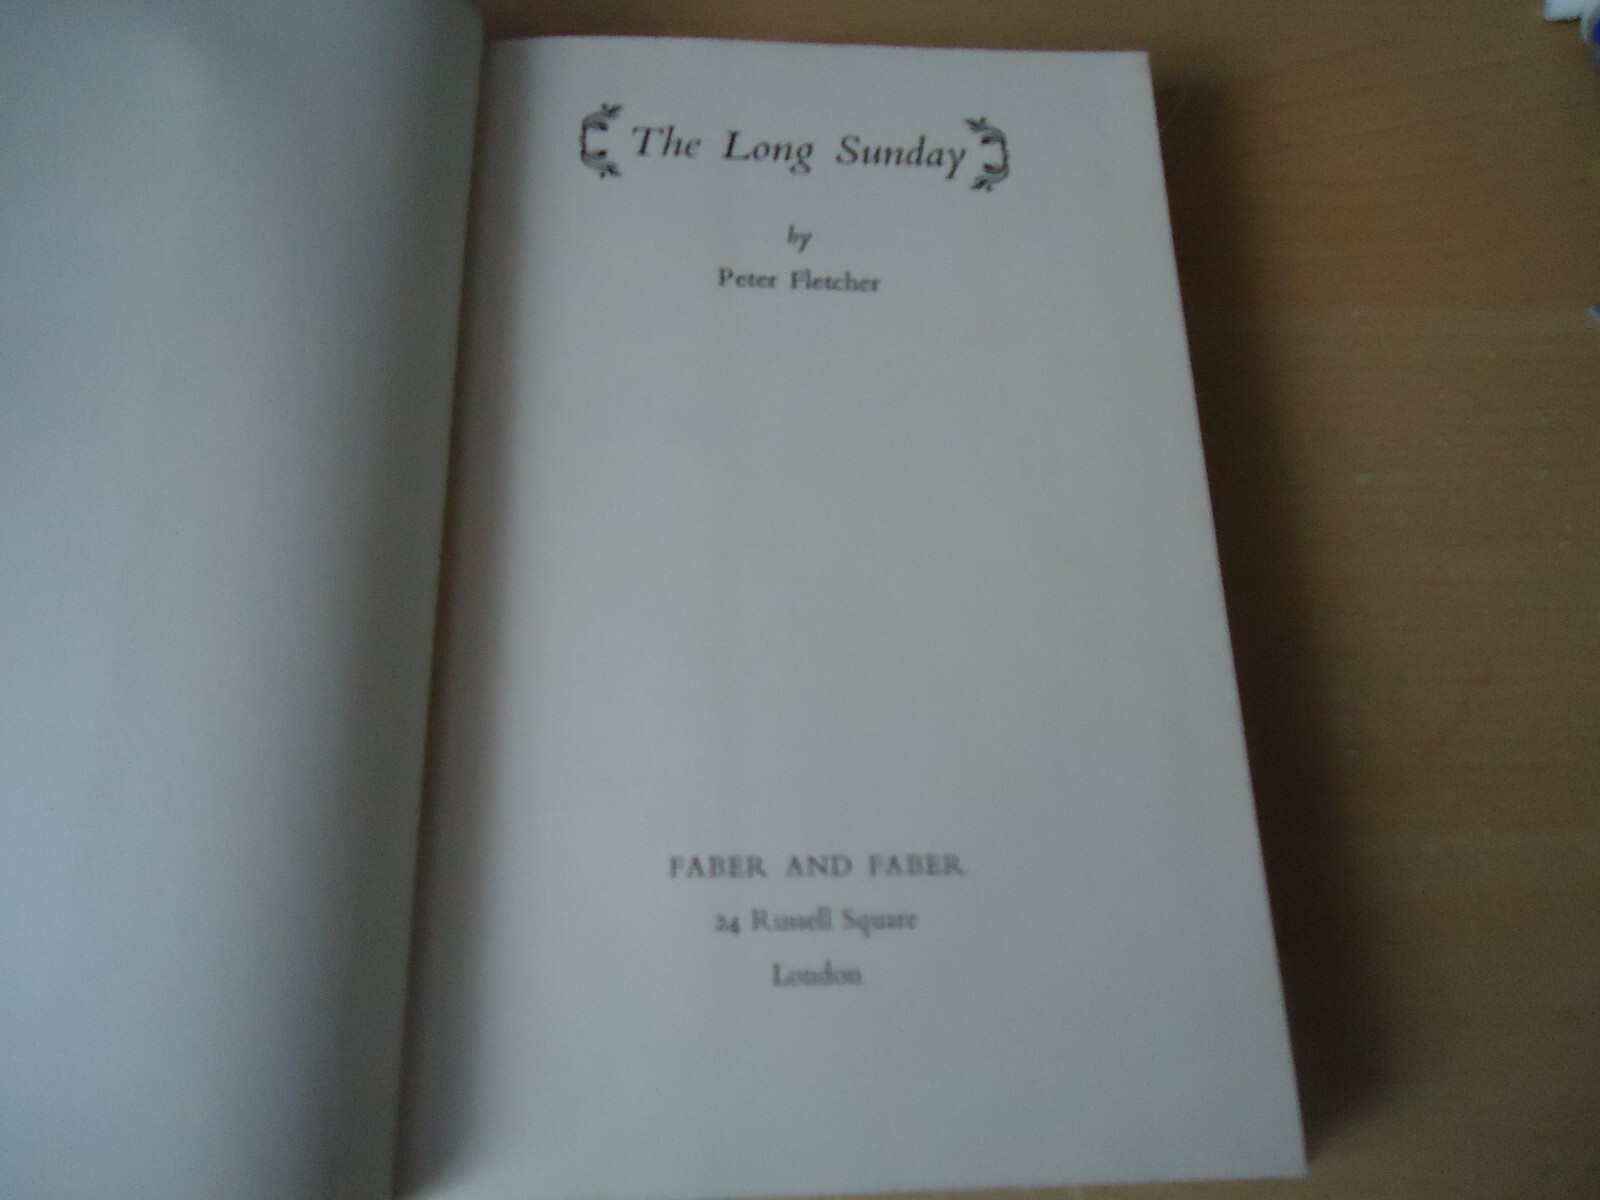 The Long Sunday
by
Peter Fletcher
FABER AND FABER
24 Russell Square
London